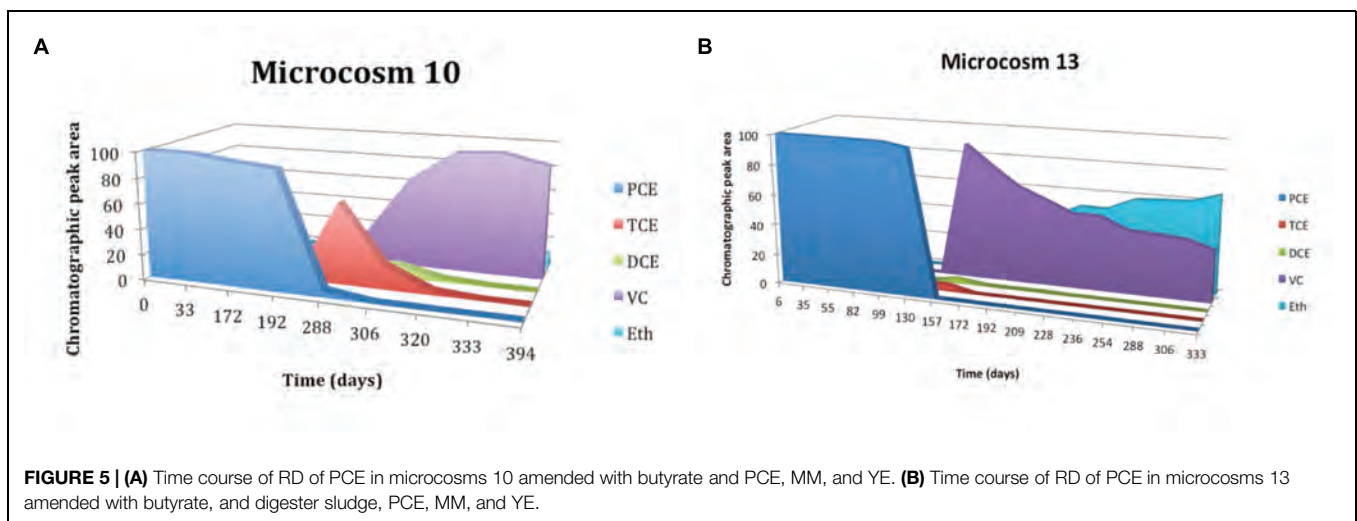 A
Microcosm 10
Chromatographic peak area
100
80
60
40
20
0
0 33 172 192 288 306 320 333 394
Time (days)
PCE
TCE
DCE
VC
Eth
B
Microcosm 13
Chromatographic peak area
100
80
60
40
20
0
6 35 55 82 99 130 157 172 192 209 228 236 254 288 306 333
Time (days)
PCE
TCE
DCE
VC
Eth
FIGURE 5 | (A) Time course of RD of PCE in microcosms 10 amended with butyrate and PCE, MM, and YE. (B) Time course of RD of PCE in microcosms 13
amended with butyrate, and digester sludge, PCE, MM, and YE.